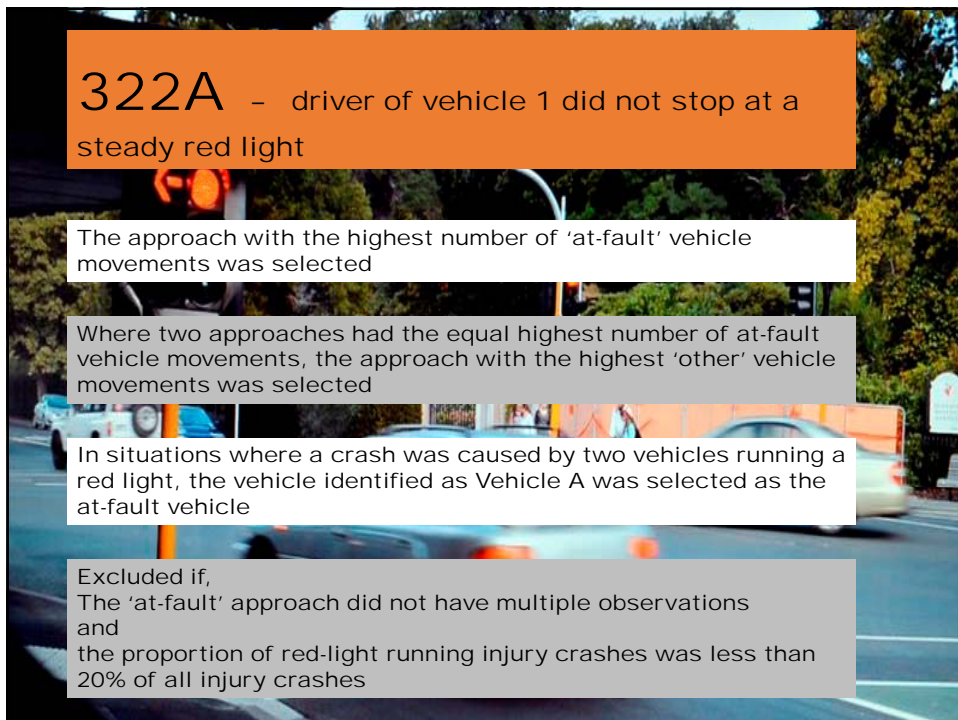 322A – driver of vehicle 1 did not stop at a
steady red light
The approach with the highest number of ‘at-fault’ vehicle
movements was selected
Where two approaches had the equal highest number of at-fault
vehicle movements, the approach with the highest ‘other’ vehicle
movements was selected
In situations where a crash was caused by two vehicles running a
red light, the vehicle identified as Vehicle A was selected as the
at-fault vehicle
Excluded if,
The ‘at-fault’ approach did not have multiple observations
and
the proportion of red-light running injury crashes was less than
20% of all injury crashes